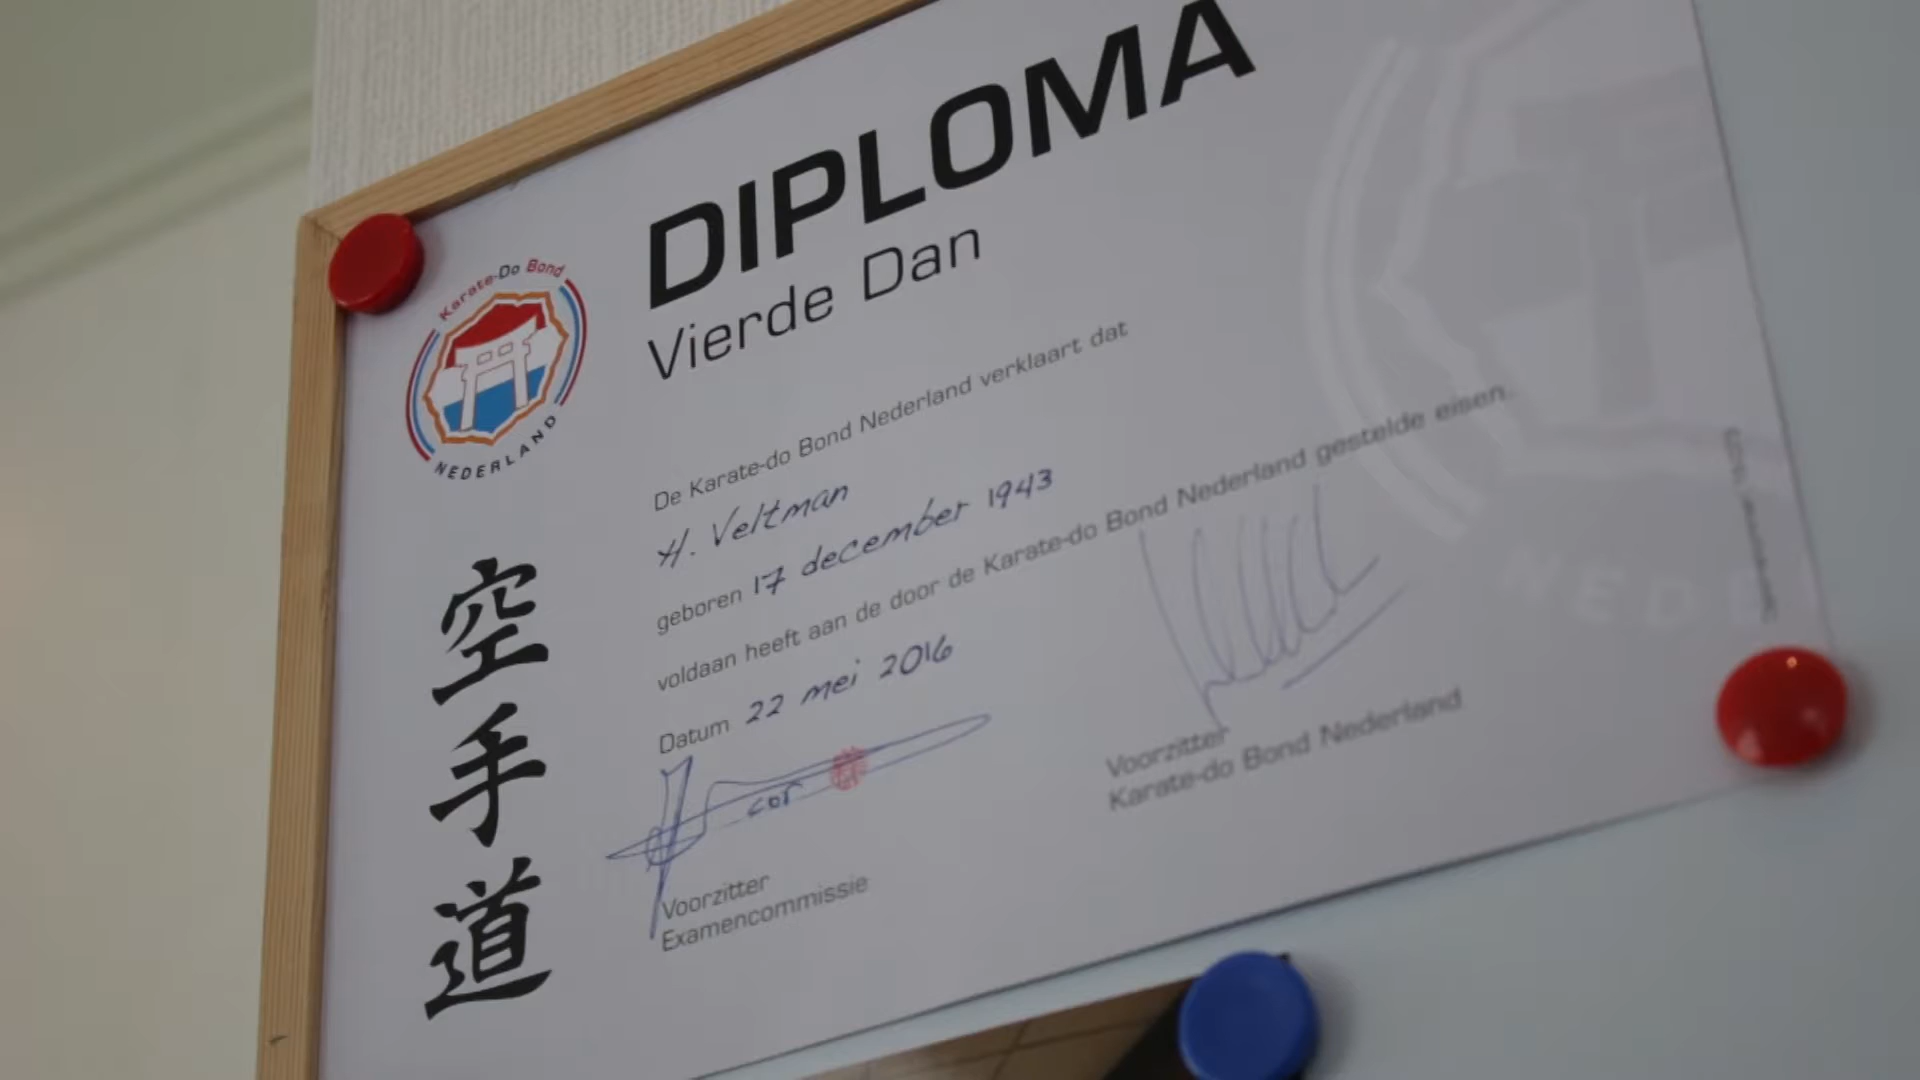 DIPLOMA
Vierde Dan
Karate-Do Bond
NEDERLAND
De Karate-do Bond Nederland verklaart dat
H. Veltman
geboren 17 december 1943
voldaan heeft aan de door de Karate-do Bond Nederland gestelde eisen.
Datum 22 mei 2016
cor
Voorzitter
Examencommissie
Voorzitter
Karate-do Bond Nederland
空
手
道
NEDE